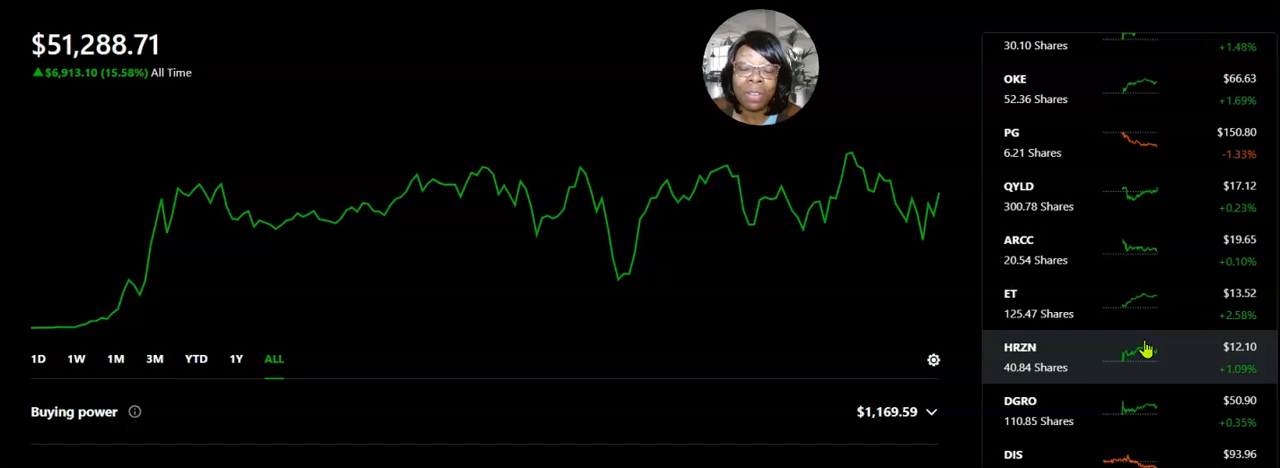 $51,288.71
$6,913.10 (15.58%) All Time
1D 1W 1M 3M YTD 1Y ALL
Buying power $1,169.59
30.10 Shares +1.48%
OKE $66.63
52.36 Shares +1.69%
PG $150.80
6.21 Shares -1.33%
QYLD $17.12
300.78 Shares +0.23%
ARCC $19.65
20.54 Shares +0.10%
ET $13.52
125.47 Shares +2.58%
HRZN $12.10
40.84 Shares +1.09%
DGRO $50.90
110.85 Shares +0.35%
DIS $93.96